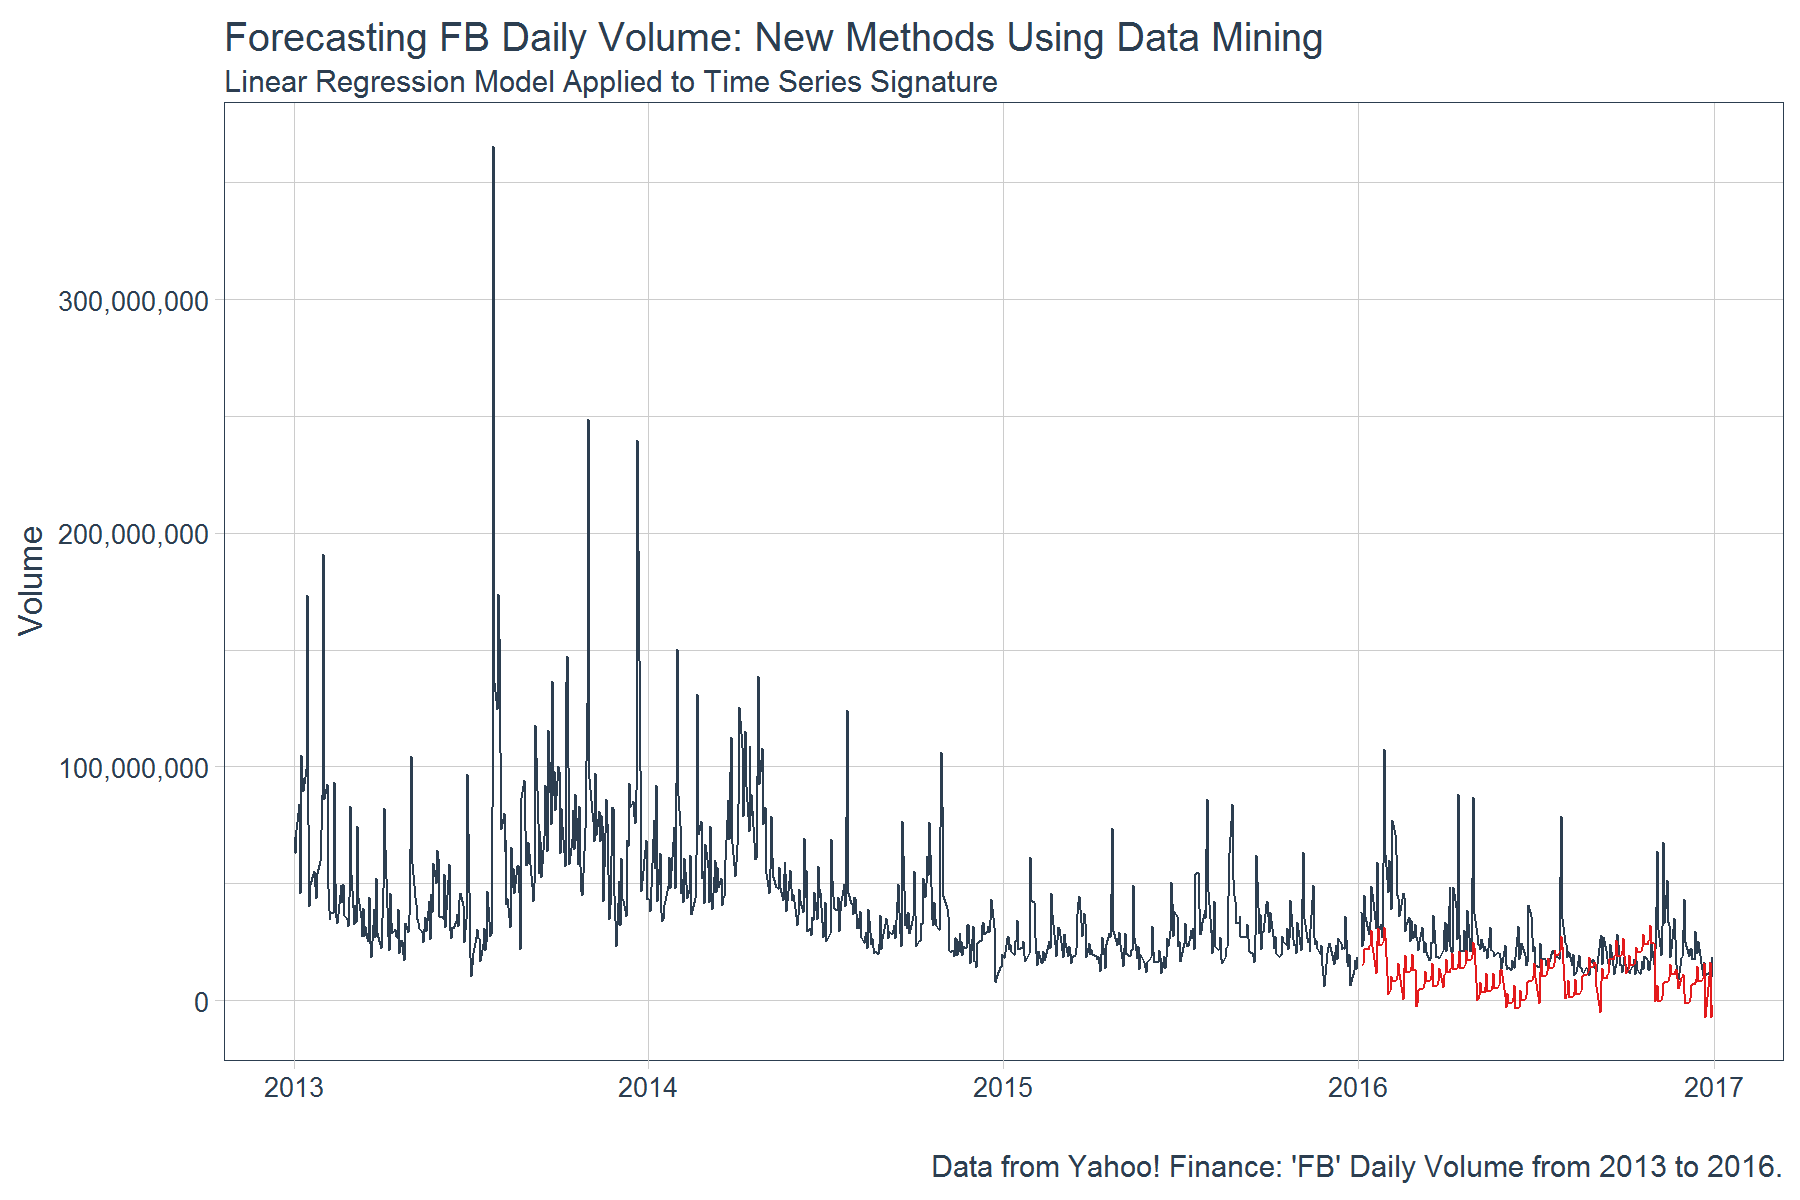 Forecasting FB Daily Volume: New Methods Using Data Mining
Linear Regression Model Applied to Time Series Signature
Volume
300,000,000
200,000,000
100,000,000
0
2013 2014 2015 2016 2017
Data from Yahoo! Finance: 'FB' Daily Volume from 2013 to 2016.